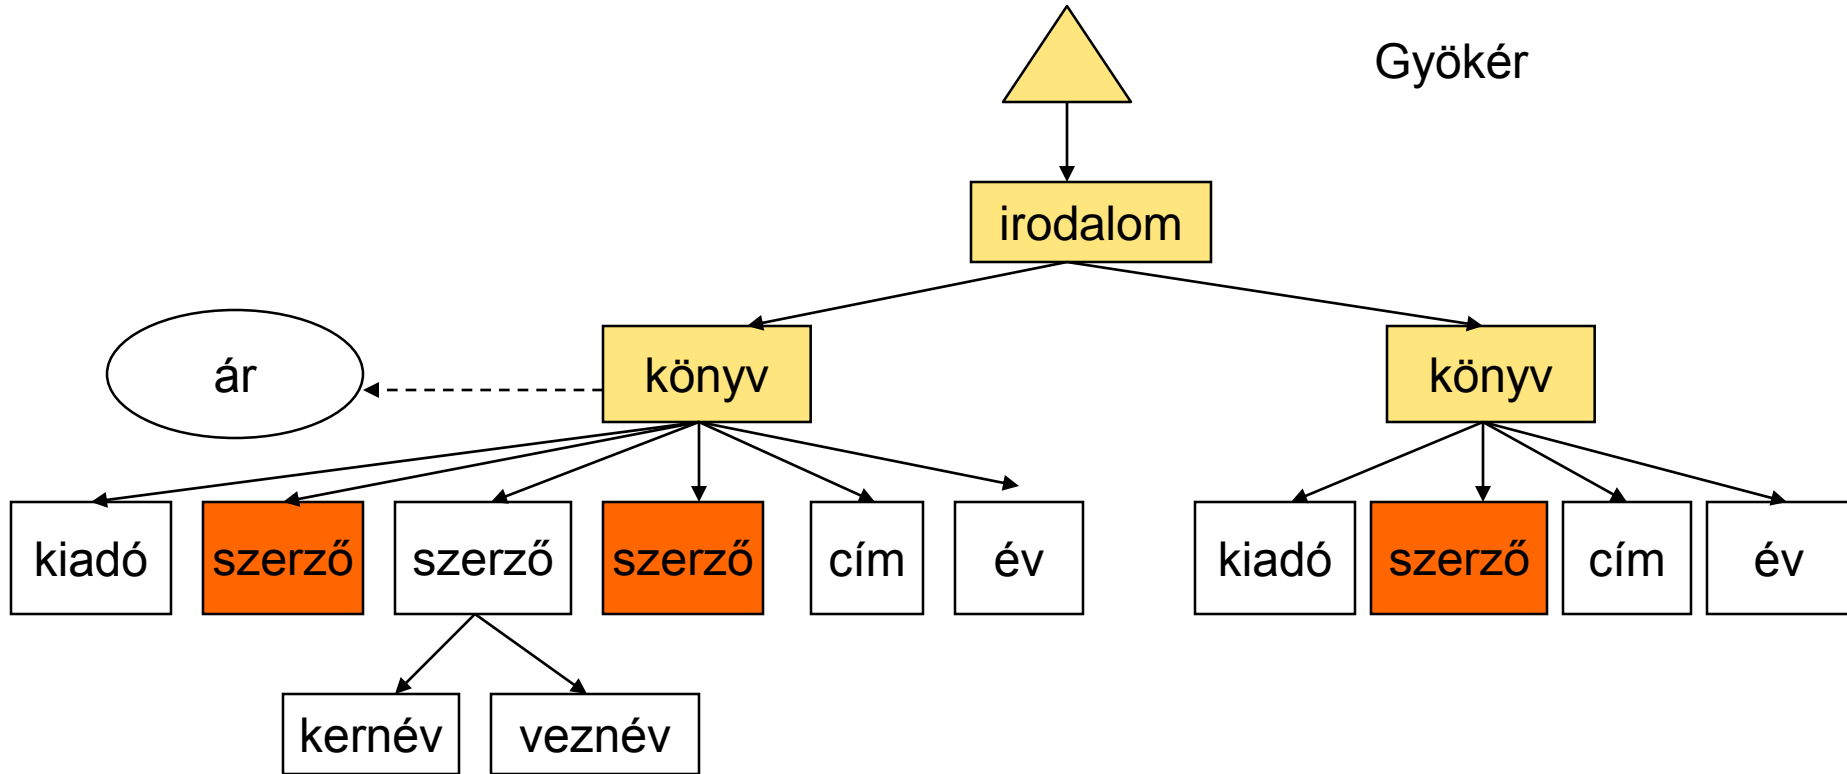 Gyökér
irodalom
ár
könyv
könyv
kiadó
szerző
szerző
szerző
cím
év
kiadó
szerző
cím
év
kernév
veznév